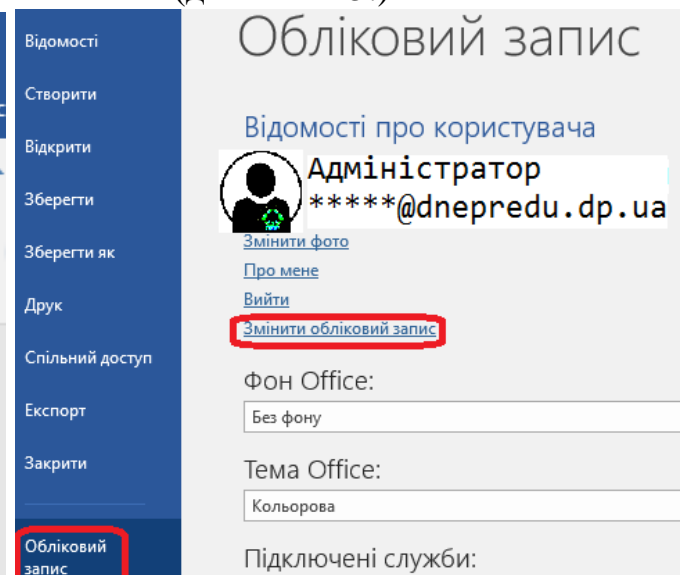 Відомості
Створити
Відкрити
Зберегти
Зберегти як
Друк
Спільний доступ
Експорт
Закрити
Обліковий
запис
Обліковий запис
Відомості про користувача
Адміністратор
*****@dnepredu.dp.ua
Змінити фото
Про мене
Вийти
Змінити обліковий запис
Фон Office:
Без фону
Тема Office:
Кольорова
Підключені служби: